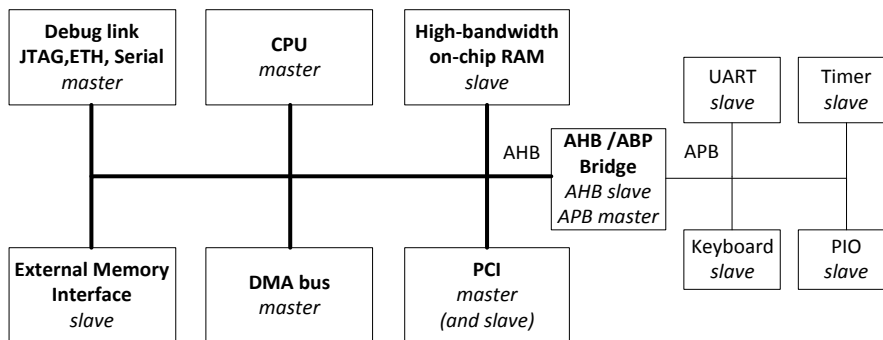 Debug link
JTAG,ETH, Serial
master
CPU
master
High-bandwidth
on-chip RAM
slave
UART
slave
Timer
slave
AHB
AHB /ABP
Bridge
AHB slave
APB master
APB
External Memory
Interface
slave
DMA bus
master
PCI
master
(and slave)
Keyboard
slave
PIO
slave